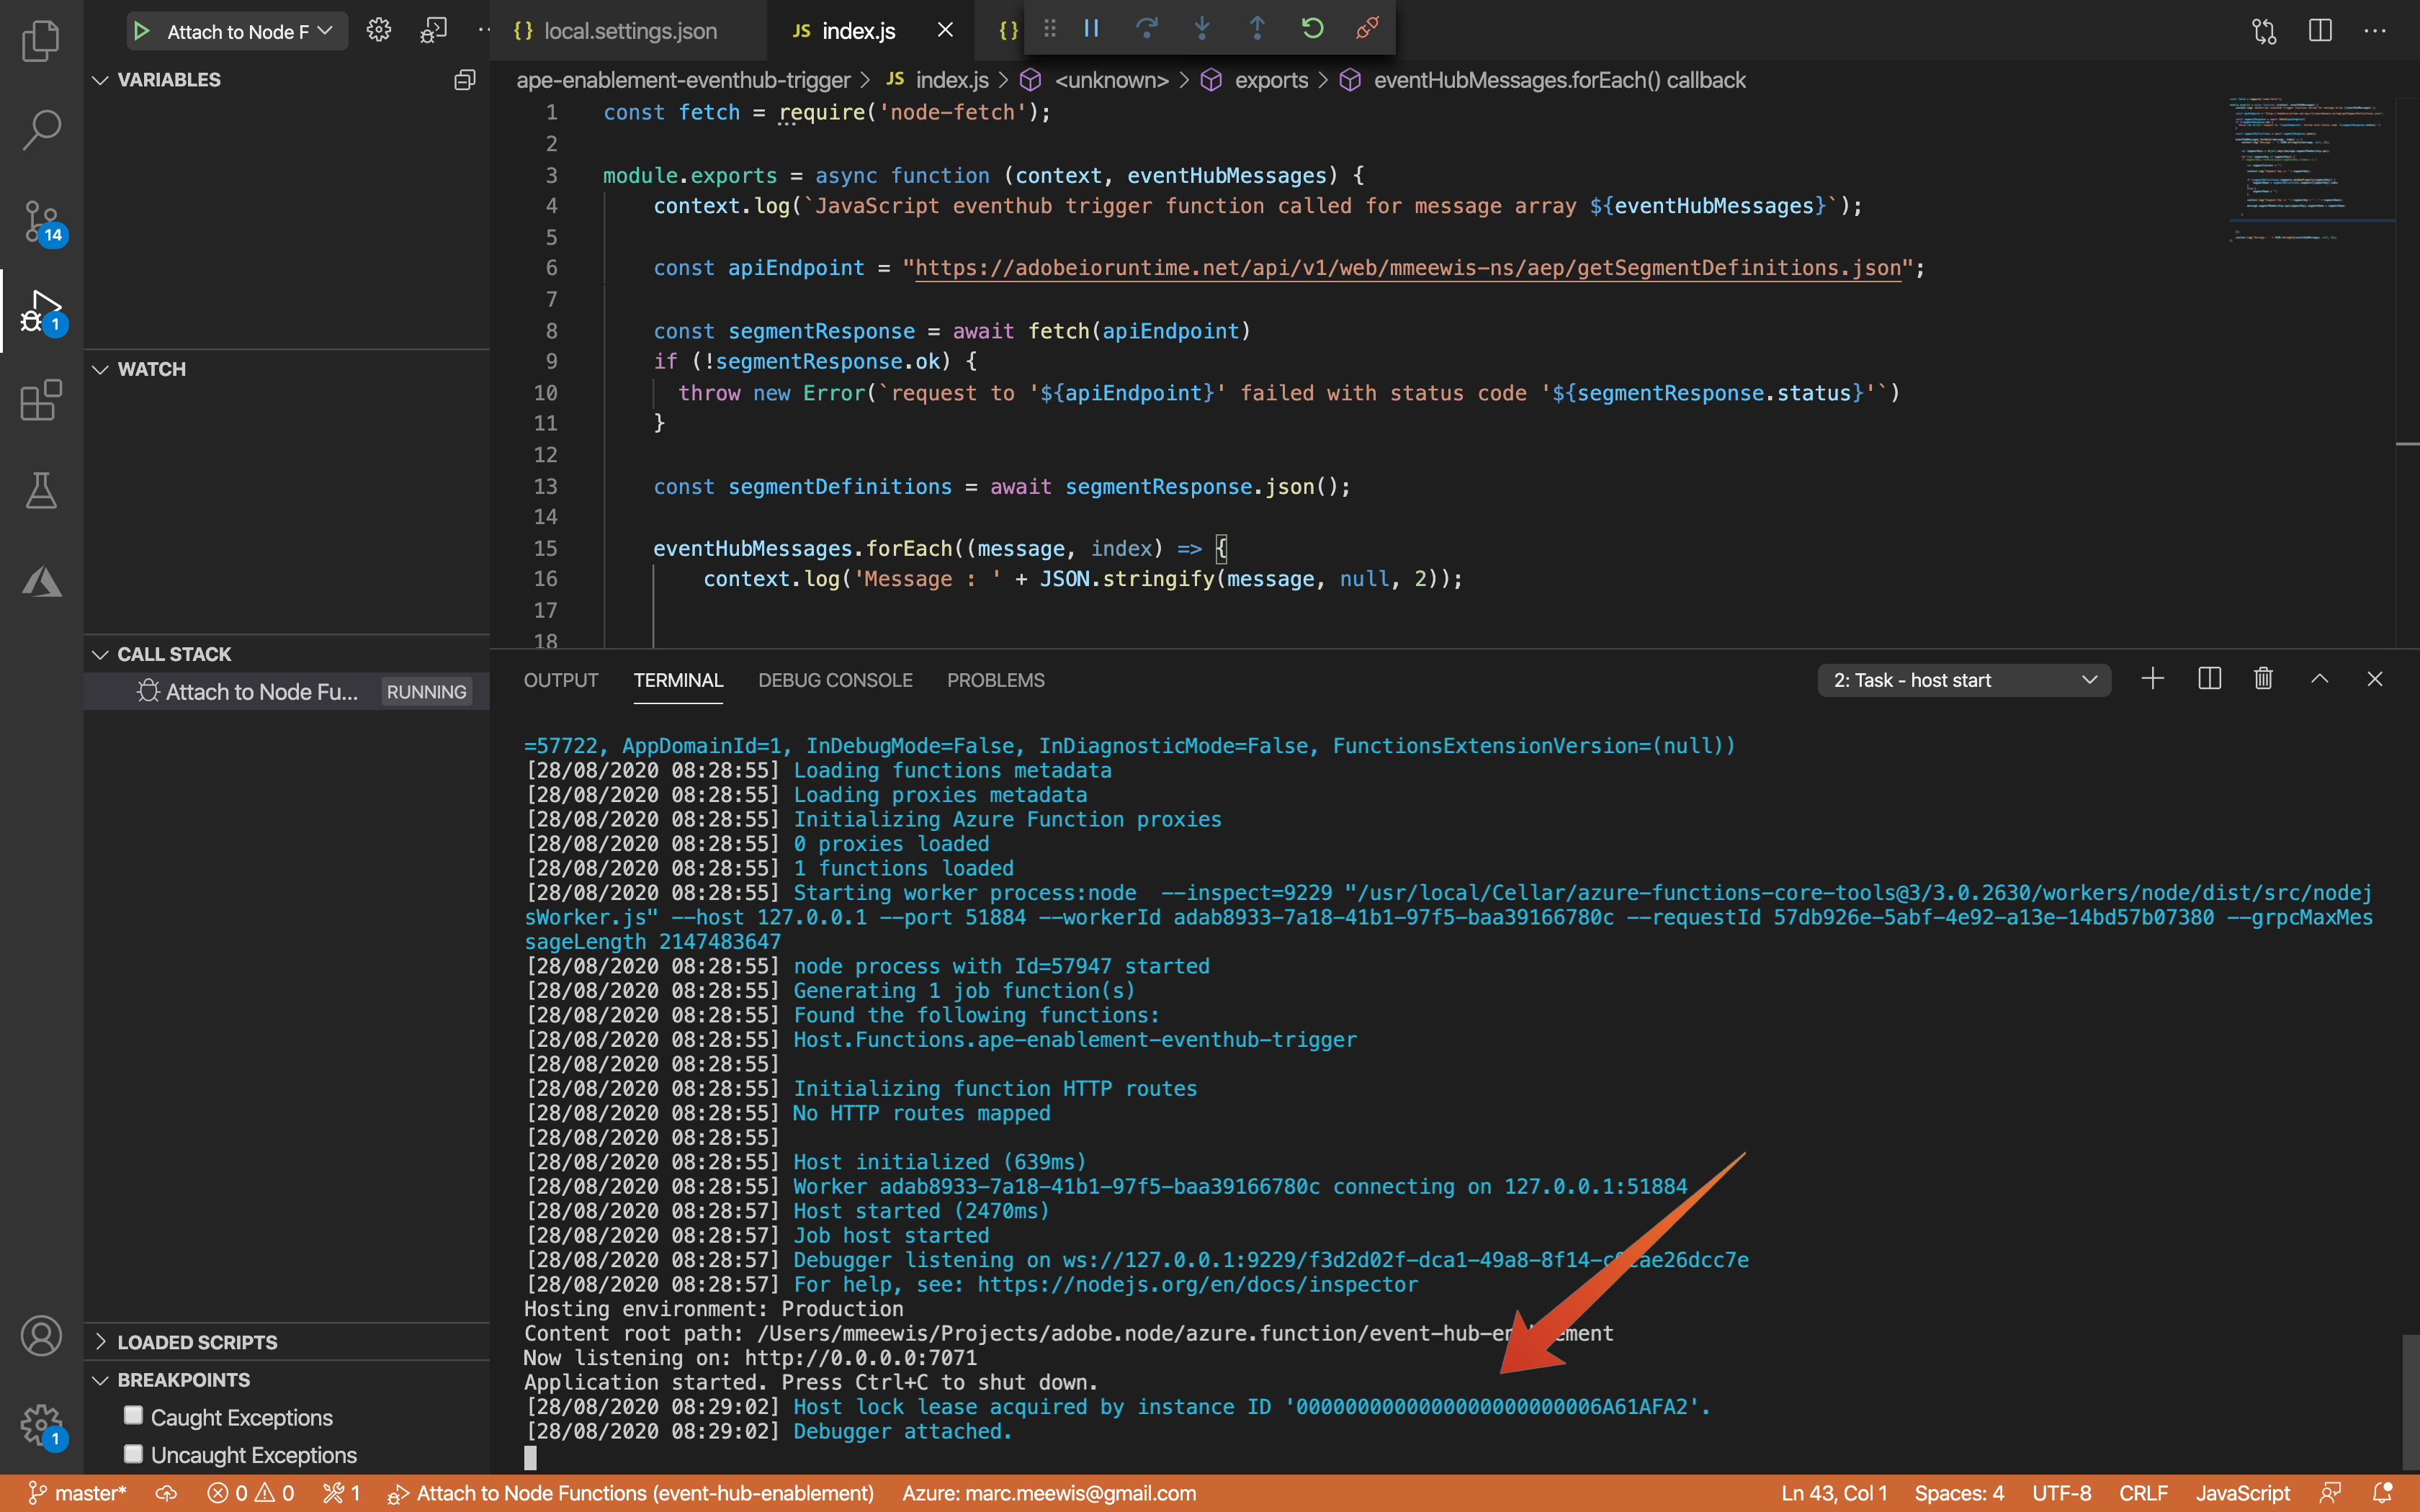 Attach to Node F
{} local.settings.json
JS index.js
{}
VARIABLES
ape-enablement-eventhub-trigger > JS index.js > <unknown> > exports > eventHubMessages.forEach() callback
1 const fetch = require('node-fetch');
2
3 module.exports = async function (context, eventHubMessages) {
4 context.log(`JavaScript eventhub trigger function called for message array ${eventHubMessages}`);
5
6 const apiEndpoint = "https://adobeioruntime.net/api/v1/web/mmeewis-ns/aep/getSegmentDefinitions.json";
7
8 const segmentResponse = await fetch(apiEndpoint)
9 if (!segmentResponse.ok) {
10 throw new Error(`request to '${apiEndpoint}' failed with status code '${segmentResponse.status}'`)
11 }
12
13 const segmentDefinitions = await segmentResponse.json();
14
15 eventHubMessages.forEach((message, index) => {
16 context.log('Message : ' + JSON.stringify(message, null, 2));
17
18
14
1
WATCH
CALL STACK
Attach to Node Fu... RUNNING
OUTPUT TERMINAL DEBUG CONSOLE PROBLEMS 2: Task - host start
=57722, AppDomainId=1, InDebugMode=False, InDiagnosticMode=False, FunctionsExtensionVersion=(null))
[28/08/2020 08:28:55] Loading functions metadata
[28/08/2020 08:28:55] Loading proxies metadata
[28/08/2020 08:28:55] Initializing Azure Function proxies
[28/08/2020 08:28:55] 0 proxies loaded
[28/08/2020 08:28:55] 1 functions loaded
[28/08/2020 08:28:55] Starting worker process:node  --inspect=9229 "/usr/local/Cellar/azure-functions-core-tools@3/3.0.2630/workers/node/dist/src/nodej
sWorker.js" --host 127.0.0.1 --port 51884 --workerId adab8933-7a18-41b1-97f5-baa39166780c --requestId 57db926e-5abf-4e92-a13e-14bd57b07380 --grpcMaxMes
sageLength 2147483647
[28/08/2020 08:28:55] node process with Id=57947 started
[28/08/2020 08:28:55] Generating 1 job function(s)
[28/08/2020 08:28:55] Found the following functions:
[28/08/2020 08:28:55] Host.Functions.ape-enablement-eventhub-trigger
[28/08/2020 08:28:55]
[28/08/2020 08:28:55] Initializing function HTTP routes
[28/08/2020 08:28:55] No HTTP routes mapped
[28/08/2020 08:28:55]
[28/08/2020 08:28:55] Host initialized (639ms)
[28/08/2020 08:28:55] Worker adab8933-7a18-41b1-97f5-baa39166780c connecting on 127.0.0.1:51884
[28/08/2020 08:28:57] Host started (2470ms)
[28/08/2020 08:28:57] Job host started
[28/08/2020 08:28:57] Debugger listening on
[28/08/2020 08:28:57] For help, see: https://nodejs.org/en/docs/inspector
Hosting environment: Production
Content root path: /Users/mmeewis/Projects/adobe.node/azure.function/event-hub-enablement
Now listening on: http://0.0.0.0:7071
Application started. Press Ctrl+C to shut down.
[28/08/2020 08:29:02] Host lock lease acquired by instance ID '
[28/08/2020 08:29:02] Debugger attached.
LOADED SCRIPTS
BREAKPOINTS
Caught Exceptions
Uncaught Exceptions
1
master* 0 0 1 Attach to Node Functions (event-hub-enablement) Azure: marc.meewis@gmail.com Ln 43, Col 1 Spaces: 4 UTF-8 CRLF JavaScript